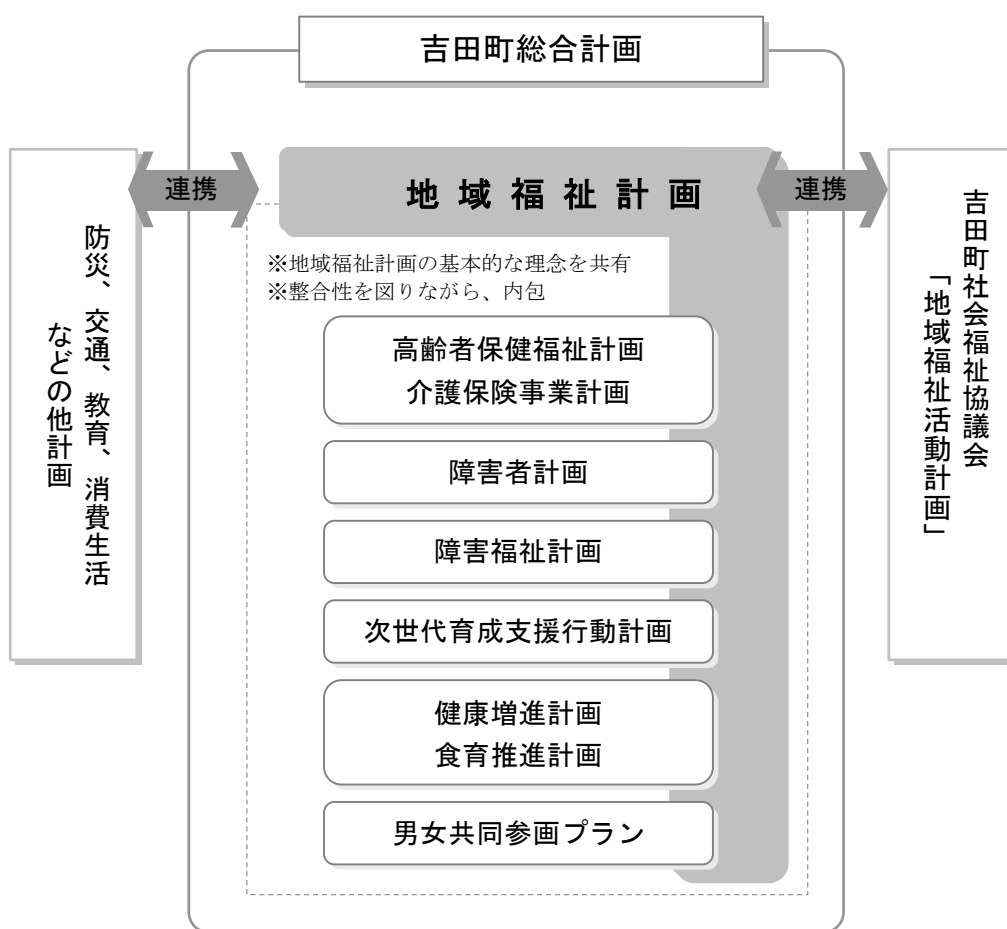 吉田町総合計画
連携
地域福祉計画
連携
防災、交通、教育、消費生活
などの他計画
※地域福祉計画の基本的な理念を共有
※整合性を図りながら、内包
高齢者保健福祉計画
介護保険事業計画
障害者計画
障害福祉計画
次世代育成支援行動計画
健康増進計画
食育推進計画
男女共同参画プラン
吉田町社会福祉協議会
「地域福祉活動計画」